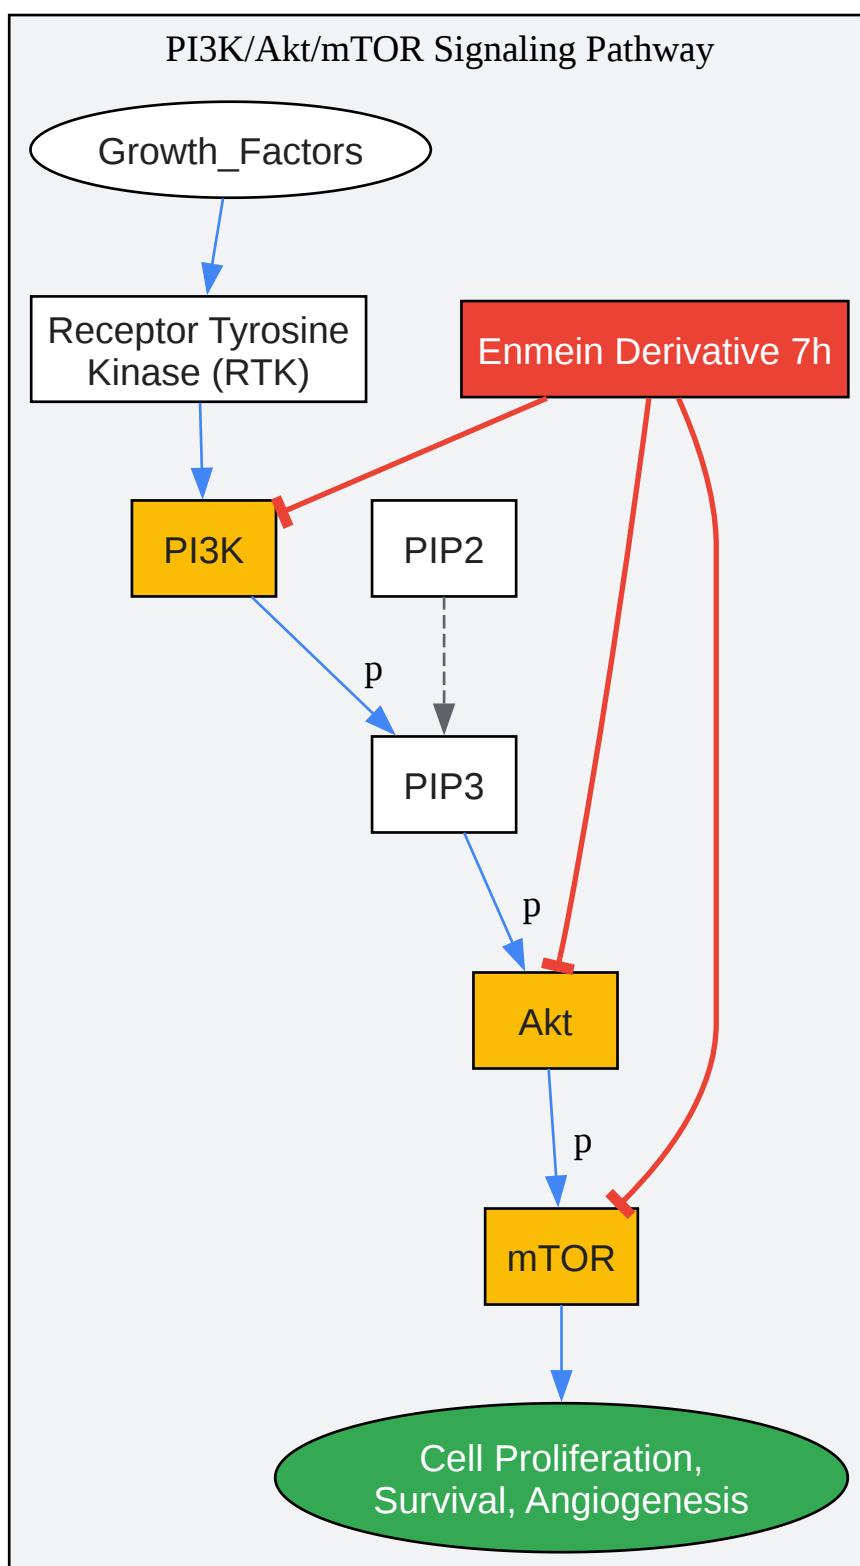 PI3K/Akt/mTOR Signaling Pathway
Growth_Factors
Receptor Tyrosine
Kinase (RTK)
Enmein Derivative 7h
PI3K
PIP2
p
PIP3
p
Akt
p
mTOR
Cell Proliferation,
Survival, Angiogenesis